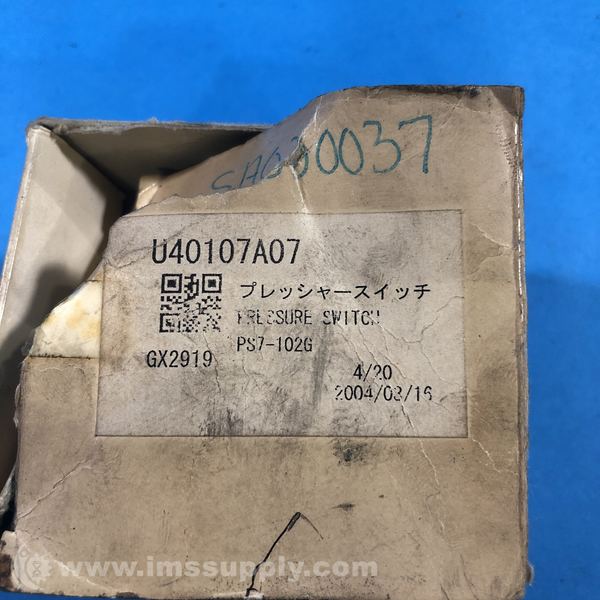 SA030037
U40107A07
プレッシャースイッチ
PRESSURE SWITCH
PS7-102G
GX2919
4/20
2004/03/16
www.imssupply.com